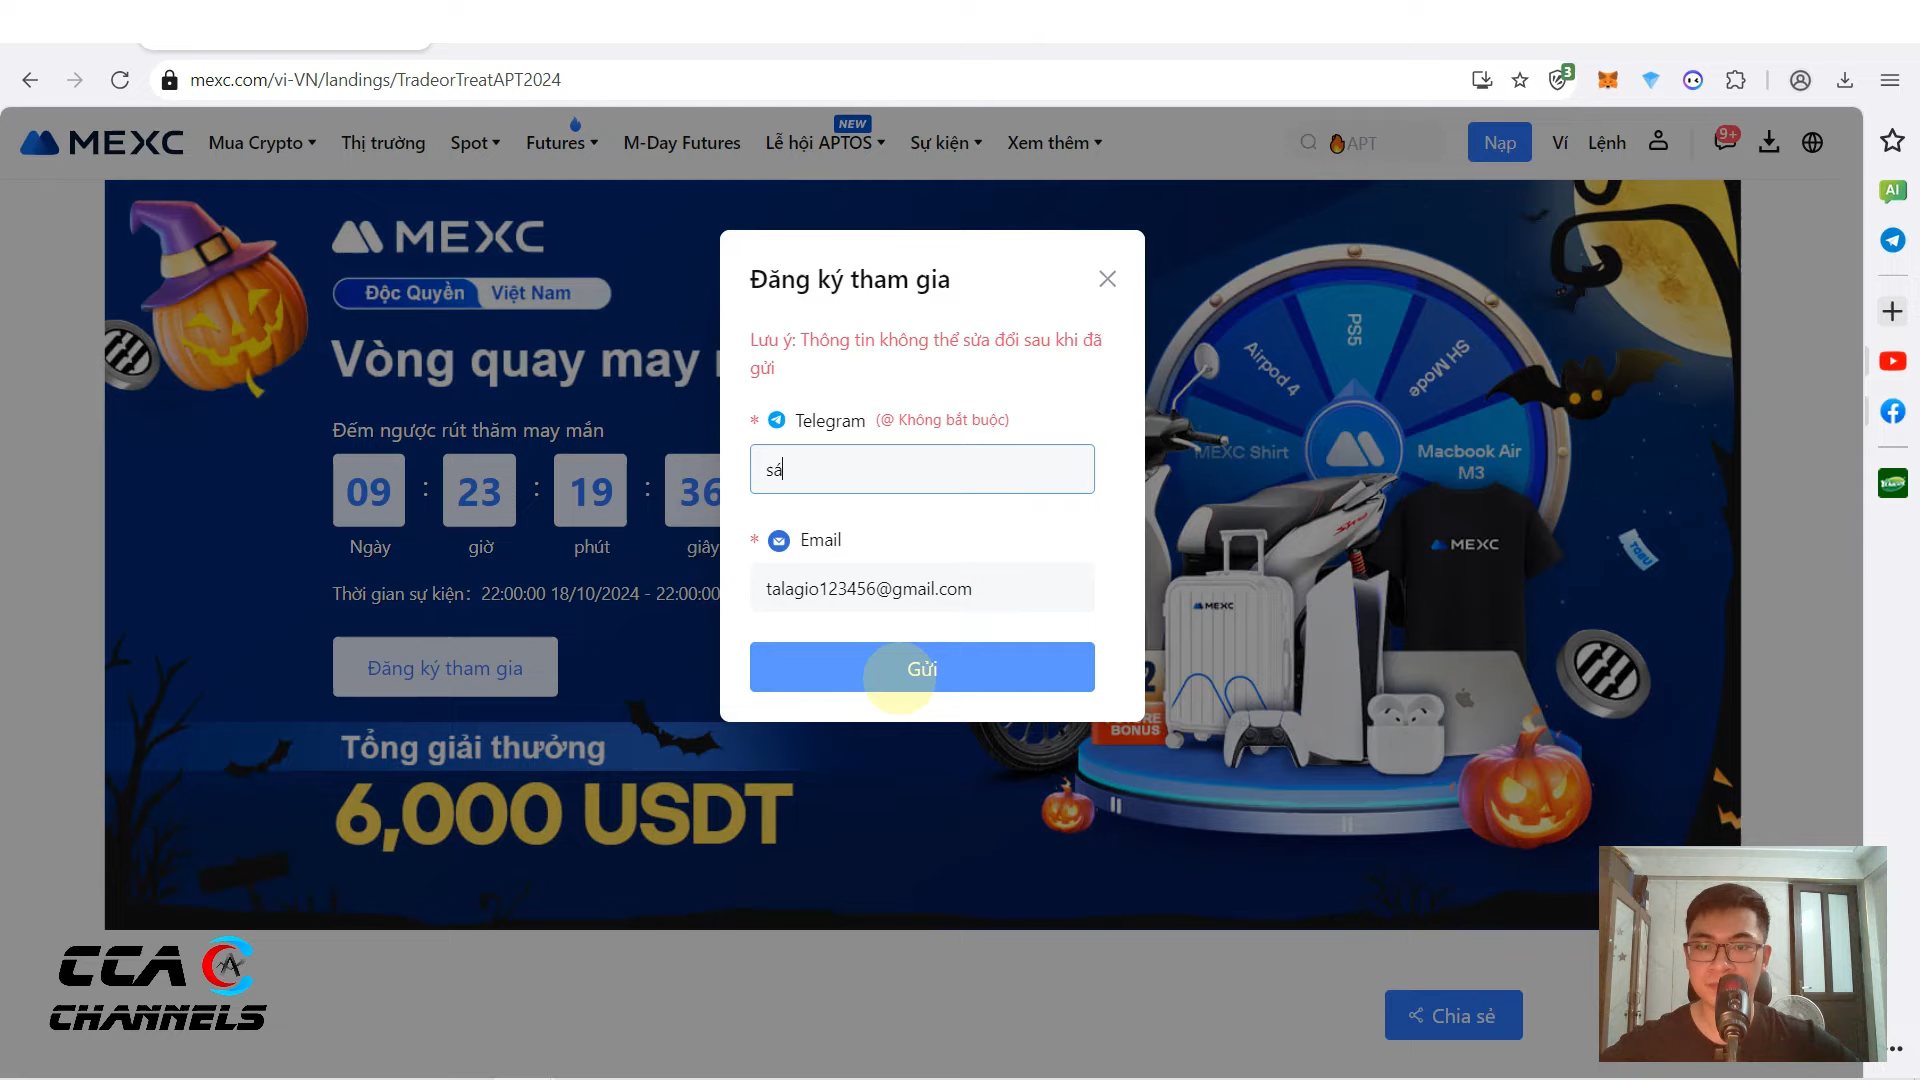 mexc.com/vi-VN/landings/TradeorTreatAPT2024
3
MEXC
Mua Crypto
Thị trường
Spot
Futures
M-Day Futures
Lễ hội APTOS
NEW
Sự kiện
Xem thêm
APT
Nạp
Ví
Lệnh
9+
AI
MEXC
Độc Quyền Việt Nam
Vòng quay may
Đếm ngược rút thăm may mắn
09 : 23 : 19 : 36
Ngày giờ phút giây
Thời gian sự kiện: 22:00:00 18/10/2024 - 22:00:00
Đăng ký tham gia
Tổng giải thưởng
6,000 USDT
Đăng ký tham gia
Lưu ý: Thông tin không thể sửa đổi sau khi đã
gửi
* Telegram (@ Không bắt buộc)
sá
* Email
talagio123456@gmail.com
Gửi
PS5
Airpod 4
SH Mode
MEXC Shirt
Macbook Air
M3
MEXC
MEXC
BONUS
Chia sẻ
CCA
CHANNELS